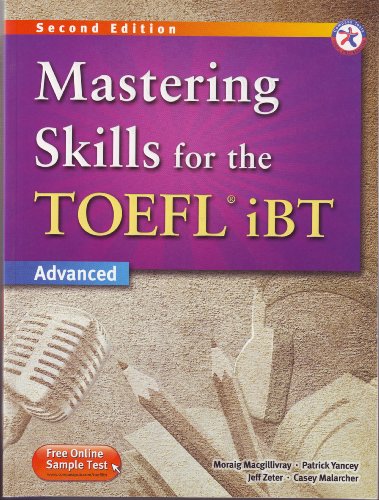 Second Edition
Mastering
Skills for the
TOEFL® iBT
Advanced
Moraig Macgillivray · Patrick Yancey
Jeff Zeter · Casey Malarcher
Free Online
Sample Test